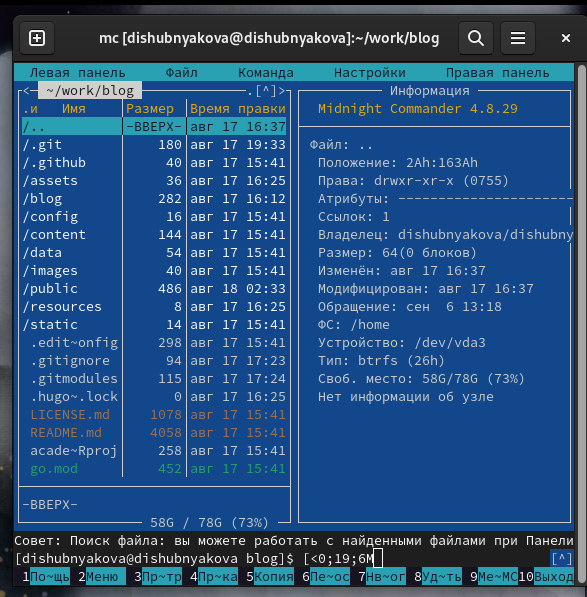 mc [dishubnyakova@dishubnyakova]:~/work/blog
Левая панель Файл Команда Настройки Правая панель
<─ ~/work/blog .[^]>
Информация
.и Имя Размер Время правки
Midnight Commander 4.8.29
/.. -ВВЕРХ- авг 17 16:37
/.git 180 авг 17 19:33
Файл: ..
/.github 40 авг 17 15:41
Положение: 2Ah:163Ah
/assets 36 авг 17 16:25
Права: drwxr-xr-x (0755)
/blog 282 авг 17 16:12
Атрибуты: ----------------------
/config 16 авг 17 15:41
Ссылок: 1
/content 144 авг 17 15:41
Владелец: dishubnyakova/dishubny
/data 54 авг 17 15:41
Размер: 64(0 блоков)
/images 40 авг 17 15:41
Изменён: авг 17 16:37
/public 486 авг 18 02:33
Модифицирован: авг 17 16:37
/resources 8 авг 17 16:25
Обращение: сен  6 13:18
/static 14 авг 17 15:41
ФС: /home
.edit~onfig 298 авг 17 15:41
Устройство: /dev/vda3
.gitignore 94 авг 17 17:23
Тип: btrfs (26h)
.gitmodules 115 авг 17 17:24
Своб. место: 58G/78G (73%)
.hugo~.lock 0 авг 17 16:25
Нет информации об узле
LICENSE.md 1078 авг 17 15:41
README.md 4058 авг 17 15:41
acade~Rproj 258 авг 17 15:41
go.mod 452 авг 17 15:41
-ВВЕРХ-
58G / 78G (73%)
Совет: Поиск файла: вы можете работать с найденными файлами при Панели
[dishubnyakova@dishubnyakova blog]$ [<0;19;6M [^]
1По~щь 2Меню 3Пр~тр 4Пр~ка 5Копия 6Пе~ос 7Нв~ог 8Уд~ть 9Ме~МС 10Выход